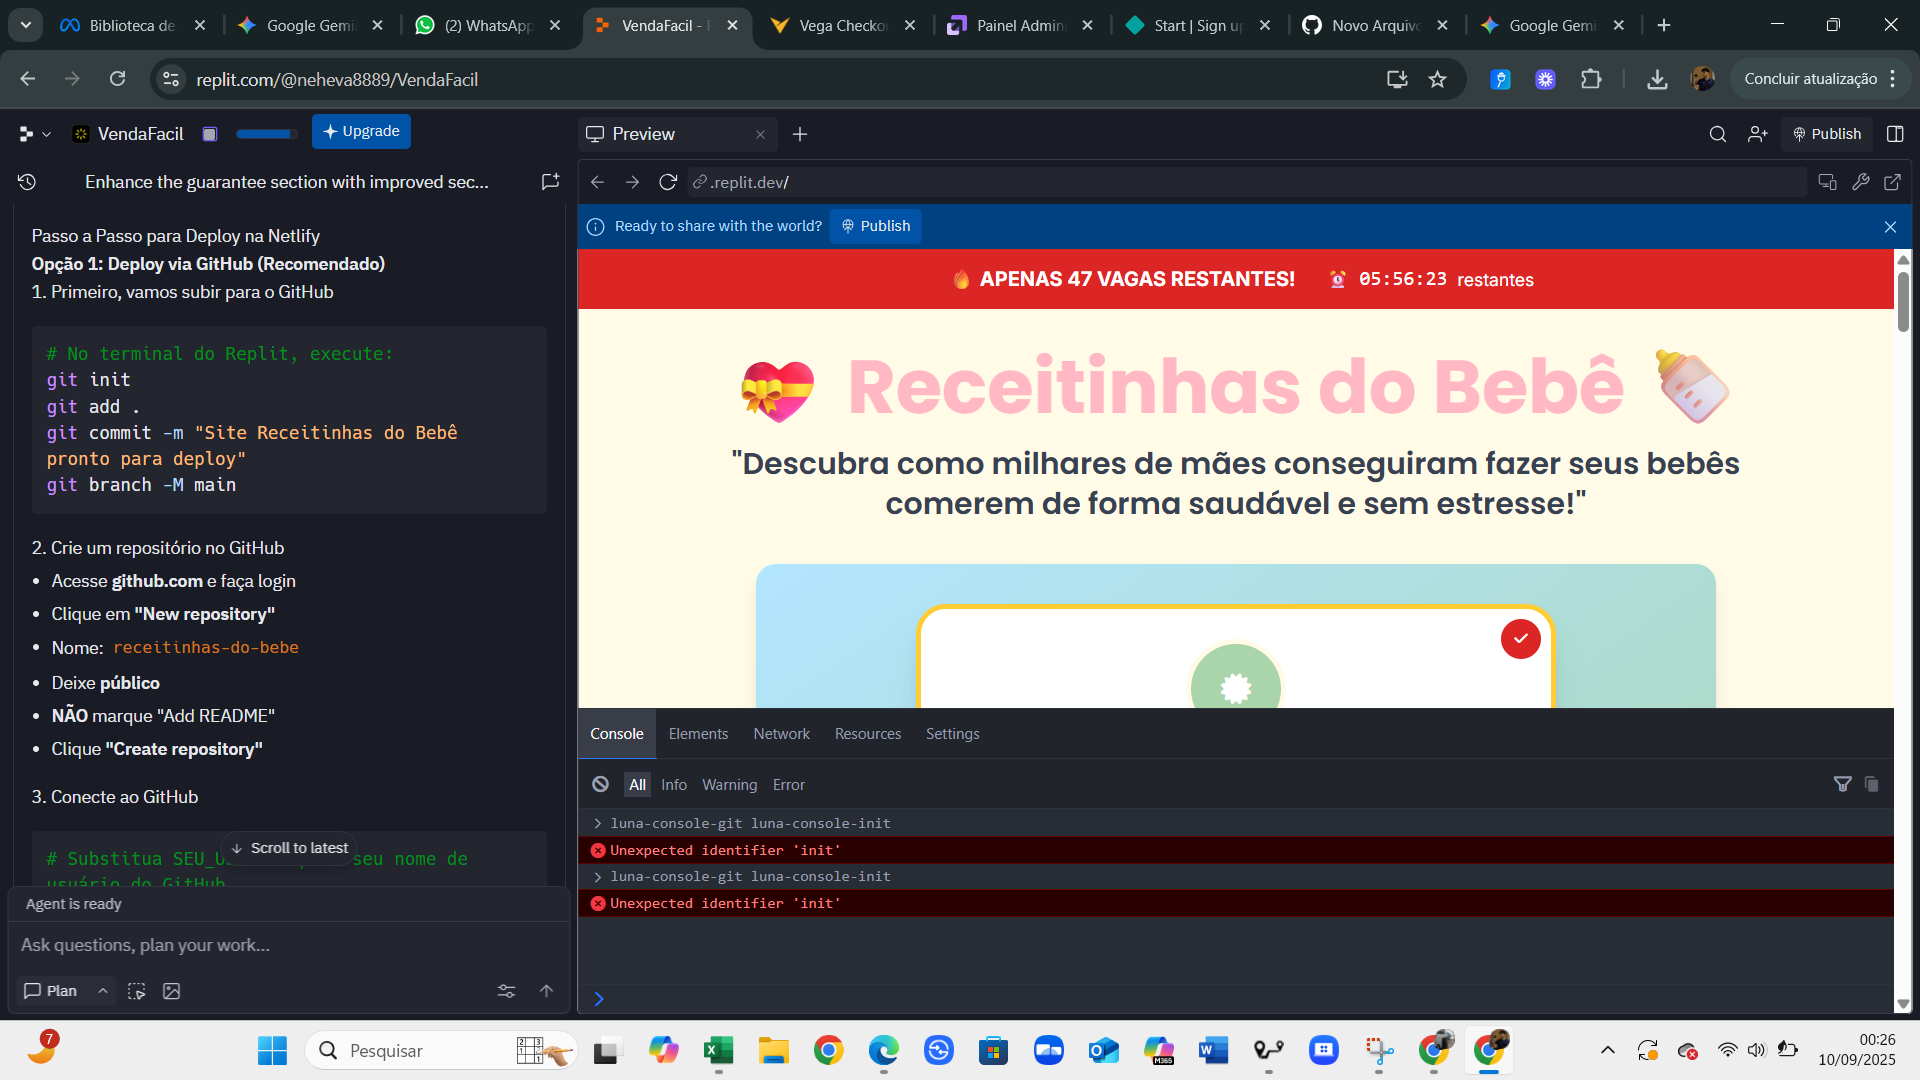 Biblioteca de
Google Gemi
(2) WhatsApp
VendaFacil - F
Vega Checkou
Painel Admin
Start | Sign up
Novo Arquivo
Google Gemi
replit.com/@neheva8889/VendaFacil
Concluir atualização
VendaFacil
Upgrade
Preview
Publish
Enhance the guarantee section with improved sec...
.replit.dev/
Ready to share with the world?
Publish
Passo a Passo para Deploy na Netlify
Opção 1: Deploy via GitHub (Recomendado)
1. Primeiro, vamos subir para o GitHub
# No terminal do Replit, execute:
git init
git add .
git commit -m "Site Receitinhas do Bebê
pronto para deploy"
git branch -M main
2. Crie um repositório no GitHub
• Acesse github.com e faça login
• Clique em "New repository"
• Nome: receitinhas-do-bebe
• Deixe público
• NÃO marque "Add README"
• Clique "Create repository"
3. Conecte ao GitHub
# Substitua seu nome de
usuário do GitHub
Scroll to latest
Agent is ready
Ask questions, plan your work...
Plan
APENAS 47 VAGAS RESTANTES! 05:56:23 restantes
Receitinhas do Bebê
"Descubra como milhares de mães conseguiram fazer seus bebês
comerem de forma saudável e sem estresse!"
Console Elements Network Resources Settings
All Info Warning Error
luna-console-git luna-console-init
Unexpected identifier 'init'
luna-console-git luna-console-init
Unexpected identifier 'init'
7
Pesquisar
M365
00:26
10/09/2025